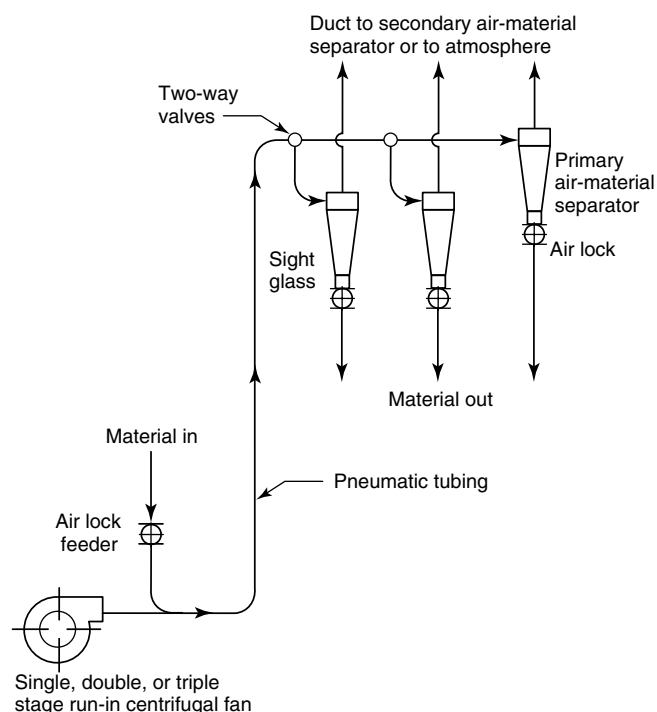 Duct to secondary air-material
separator or to atmosphere
Two-way
valves
Primary
air-material
separator
Sight
glass
Air lock
Material out
Material in
Pneumatic tubing
Air lock
feeder
Single, double, or triple
stage run-in centrifugal fan